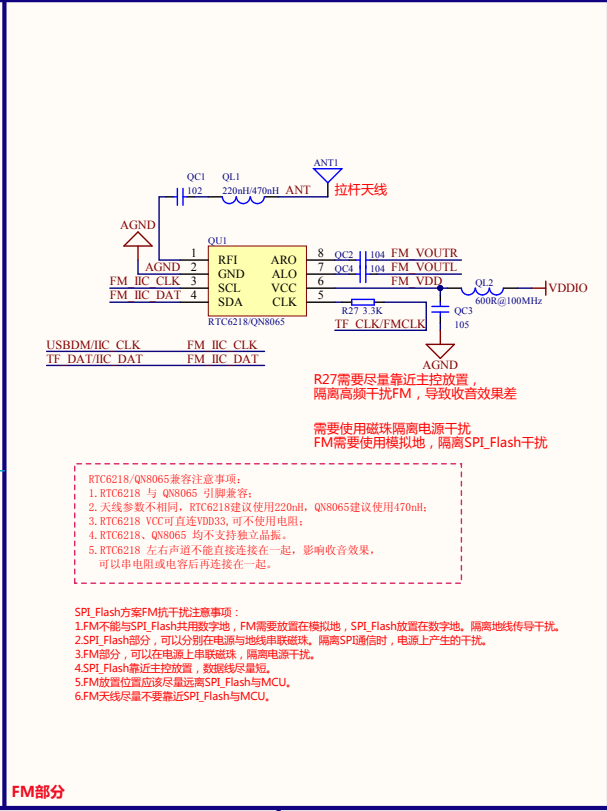 ANT1
QC1 QL1
102 220nH/470nH ANT 拉杆天线
AGND
QU1
1 RFI ARO 8 QC2 104 FM_VOUTR
AGND 2 GND ALO 7 QC4 104 FM_VOUTL
FM_IIC_CLK 3 SCL VCC 6 FM_VDD QL2 VDDIO
FM_IIC_DAT 4 SDA CLK 5 600R@100MHz
RTC6218/QN8065 R27 3.3K QC3
TF_CLK/FMCLK 105
USBDM/IIC_CLK FM_IIC_CLK
TF_DAT/IIC_DAT FM_IIC_DAT
AGND
R27需要尽量靠近主控放置，
隔离高频干扰FM，导致收音效果差
需要使用磁珠隔离电源干扰
FM需要使用模拟地，隔离SPI_Flash干扰
RTC6218/QN8065兼容注意事项：
1.RTC6218 与 QN8065 引脚兼容；
2.天线参数不相同，RTC6218建议使用220nH，QN8065建议使用470nH；
3.RTC6218 VCC可直连VDD33,可不使用电阻；
4.RTC6218、QN8065 均不支持独立晶振。
5.RTC6218 左右声道不能直接连接在一起，影响收音效果，
可以串电阻或电容后再连接在一起。
SPI_Flash方案FM抗干扰注意事项：
1.FM不能与SPI_Flash共用数字地，FM需要放置在模拟地，SPI_Flash放置在数字地。隔离地线传导干扰。
2.SPI_Flash部分，可以分别在电源与地线串联磁珠。隔离SPI通信时，电源上产生的干扰。
3.FM部分，可以在电源上串联磁珠，隔离电源干扰。
4.SPI_Flash靠近主控放置，数据线尽量短。
5.FM放置位置应该尽量远离SPI_Flash与MCU。
6.FM天线尽量不要靠近SPI_Flash与MCU。
FM部分